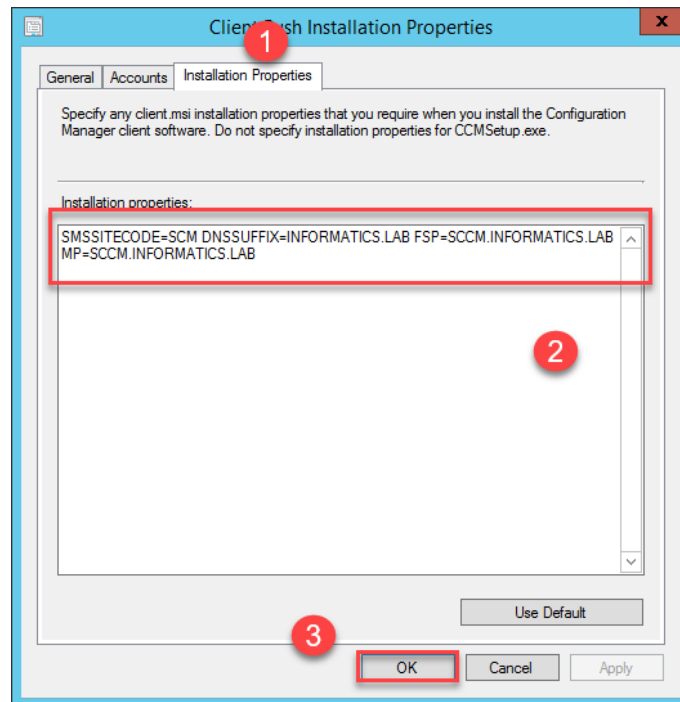 Client Push Installation Properties
x
1
General Accounts Installation Properties
Specify any client.msi installation properties that you require when you install the Configuration
Manager client software. Do not specify installation properties for CCMSetup.exe.
Installation properties:
SMSSITECODE=SCM DNSSUFFIX=INFORMATICS.LAB FSP=SCCM.INFORMATICS.LAB
MP=SCCM.INFORMATICS.LAB
2
Use Default
3
OK Cancel Apply